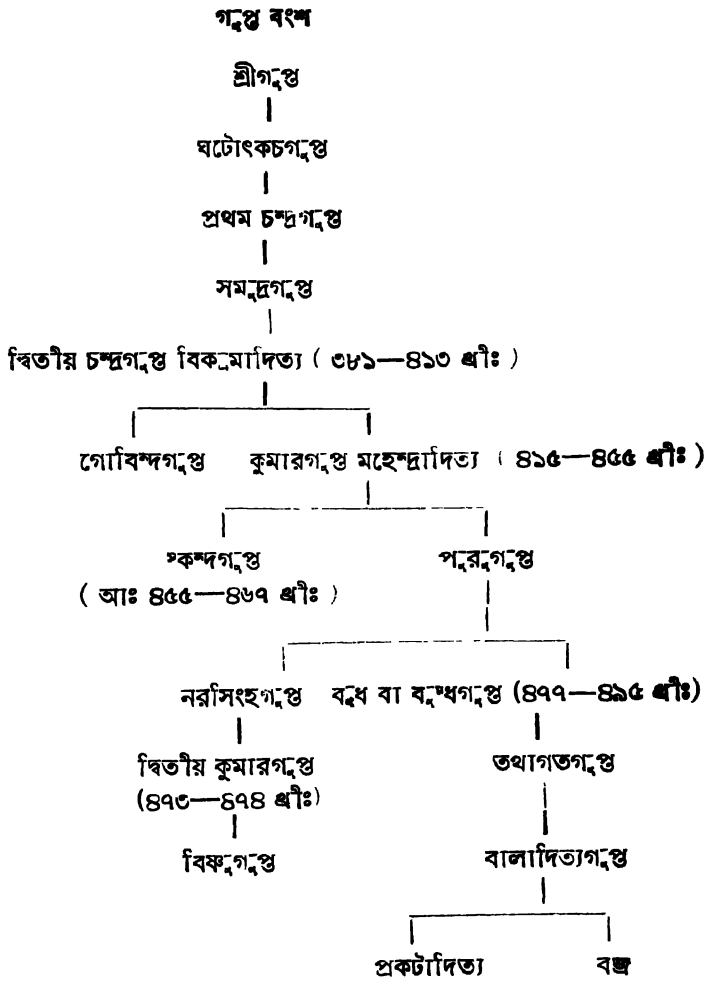 গুপ্ত বংশ
শ্রীগুপ্ত
ঘটোৎকচগুপ্ত
প্রথম চন্দ্রগুপ্ত
সমুদ্রগুপ্ত
দ্বিতীয় চন্দ্রগুপ্ত বিক্রমাদিত্য ( ৩৮১—৪১৩ খ্রীঃ )
গোবিন্দগুপ্ত কুমারগুপ্ত মহেন্দ্রাদিত্য ( ৪১৫—৪৫৫ খ্রীঃ )
স্কন্দগুপ্ত পুরুগুপ্ত
( আঃ ৪৫৫—৪৬৭ খ্রীঃ )
নরসিংহগুপ্ত বুধ বা বুদ্ধগুপ্ত (৪৭৭—৪৯৫ খ্রীঃ)
দ্বিতীয় কুমারগুপ্ত তথাগতগুপ্ত
(৪৭৩—৪৭৪ খ্রীঃ)
বিষ্ণুগুপ্ত বালাদিত্যগুপ্ত
প্রকটাদিত্য বজ্র